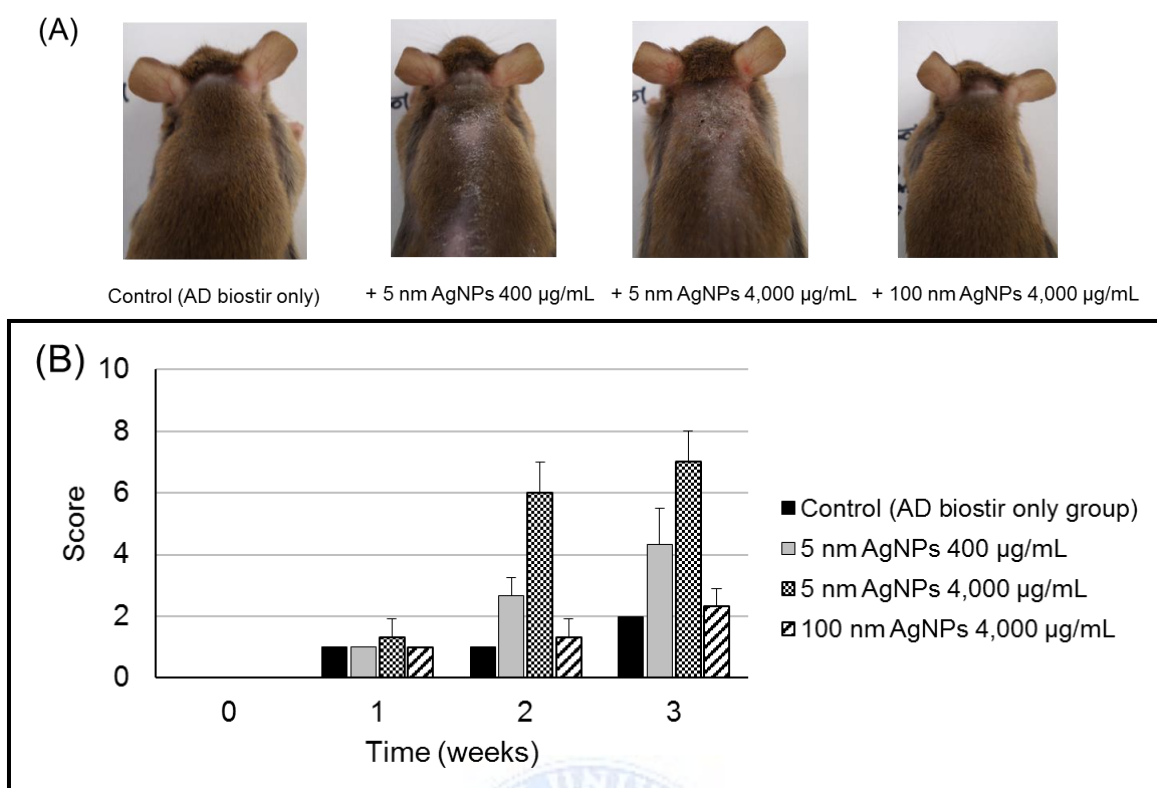 (A)
Control (AD biostir only)
+ 5 nm AgNPs 400 µg/mL
+ 5 nm AgNPs 4,000 µg/mL
+ 100 nm AgNPs 4,000 µg/mL
(B)
10
8
6
4
2
0
Score
0 1 2 3
Time (weeks)
Control (AD biostir only group)
5 nm AgNPs 400 µg/mL
5 nm AgNPs 4,000 µg/mL
100 nm AgNPs 4,000 µg/mL